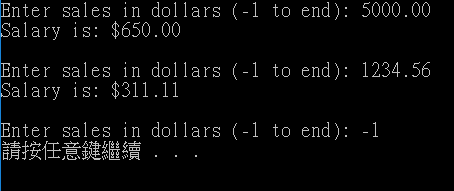 Enter sales in dollars (-1 to end): 5000.00
Salary is: $650.00
Enter sales in dollars (-1 to end): 1234.56
Salary is: $311.11
Enter sales in dollars (-1 to end): -1
請按任意鍵繼續 . . .